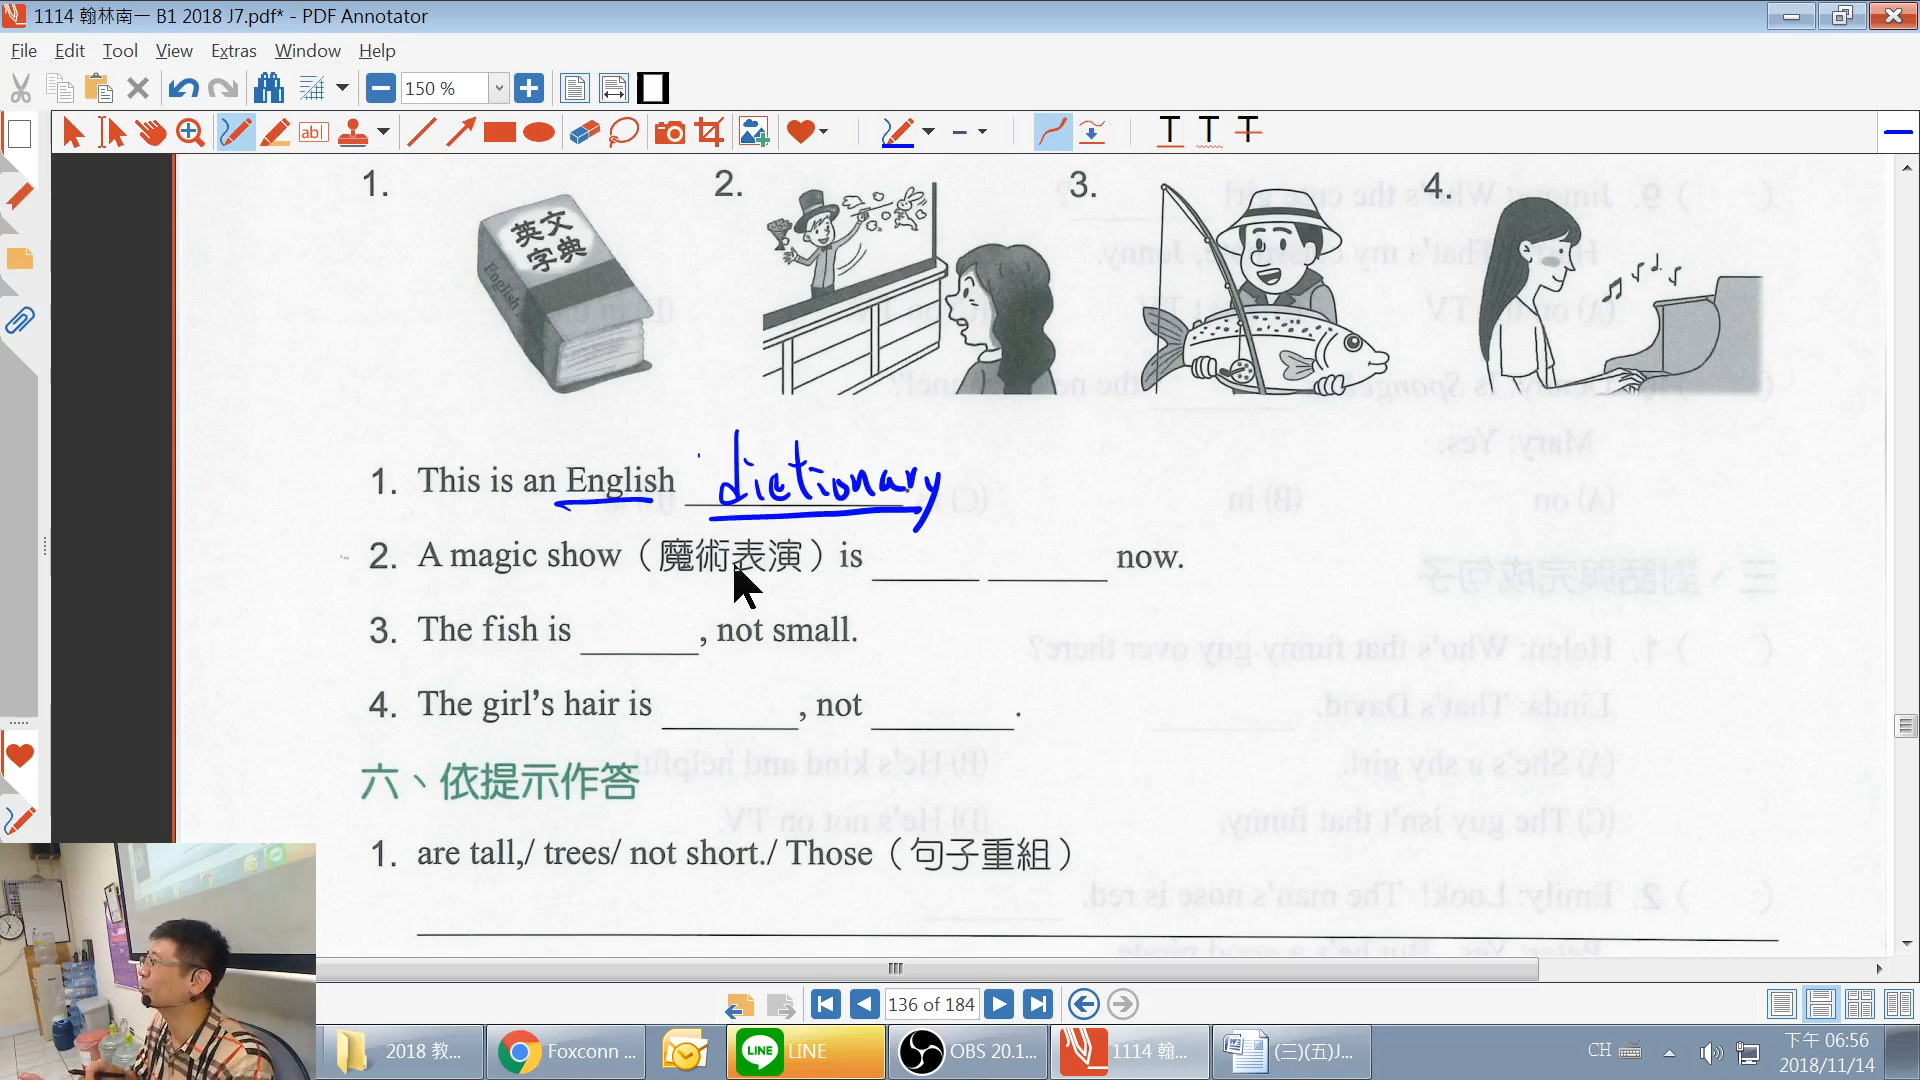 1114 翰林南一 B1 2018 J7.pdf* - PDF Annotator
File Edit Tool View Extras Window Help
150 %
ab|
T T T
1. 2. 3. 4.
英文
字典
English
1. This is an English dictionary
2. A magic show（魔術表演）is ______ ______ now.
3. The fish is ______, not small.
4. The girl's hair is ______, not ______.
六、依提示作答
1. are tall,/ trees/ not short./ Those（句子重組）
136 of 184
2018 教...
Foxconn ...
LINE
LINE
OBS 20.1...
1114 翰...
(三)(五)J...
CH
下午 06:56
2018/11/14